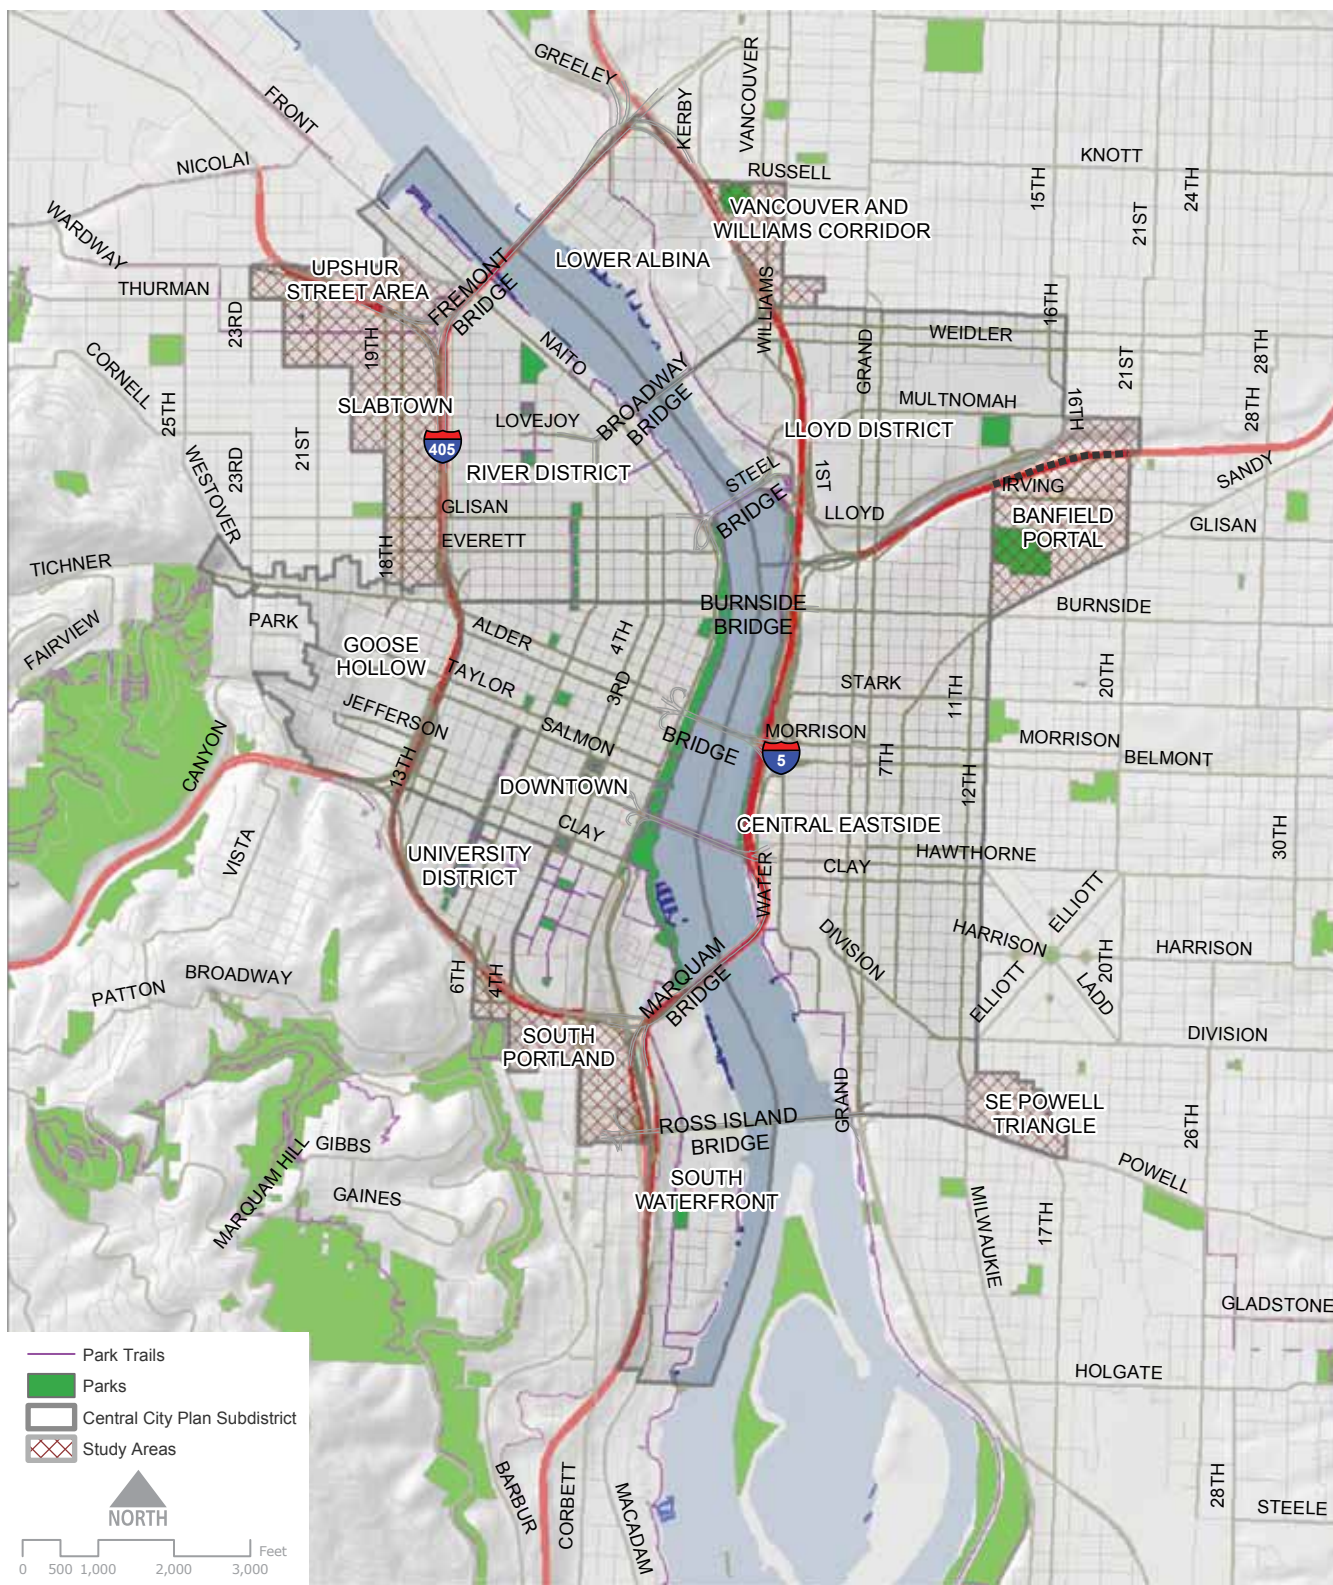 GREELEY
FRONT
KERBY
VANCOUVER
NICOLAI
RUSSELL
KNOTT
15TH
24TH
21ST
WARDWAY
VANCOUVER AND
WILLIAMS CORRIDOR
LOWER ALBINA
UPSHUR
STREET AREA
THURMAN
FREMONT
BRIDGE
23RD
19TH
WILLIAMS
16TH
WEIDLER
GRAND
28TH
NAITO
21ST
CORNELL
25TH
BROADWAY
BRIDGE
MULTNOMAH
16TH
28TH
SLABTOWN
LOVEJOY
LLOYD DISTRICT
21ST
405
RIVER DISTRICT
WESTOVER
23RD
STEEL
BRIDGE
1ST
SANDY
IRVING
GLISAN
LLOYD
BANFIELD
PORTAL
GLISAN
EVERETT
18TH
TICHNER
BURNSIDE
BRIDGE
BURNSIDE
PARK
FAIRVIEW
ALDER
4TH
GOOSE
HOLLOW
TAYLOR
3RD
STARK
11TH
20TH
JEFFERSON
SALMON
BRIDGE
MORRISON
MORRISON
BELMONT
CANYON
5
7TH
13TH
12TH
DOWNTOWN
CLAY
CENTRAL EASTSIDE
30TH
VISTA
UNIVERSITY
DISTRICT
HAWTHORNE
CLAY
WATER
ELLIOTT
DIVISION
HARRISON
20TH
HARRISON
MARQUAM
BRIDGE
BROADWAY
PATTON
6TH
4TH
ELLIOTT
LADD
SOUTH
PORTLAND
DIVISION
GRAND
SE POWELL
TRIANGLE
ROSS ISLAND
BRIDGE
26TH
MARQUAM HILL
GIBBS
GAINES
SOUTH
WATERFRONT
POWELL
MILWAUKIE
17TH
GLADSTONE
HOLGATE
Park Trails
Parks
Central City Plan Subdistrict
Study Areas
NORTH
Feet
0 500 1,000 2,000 3,000
BARBUR
CORBETT
MACADAM
28TH
STEELE